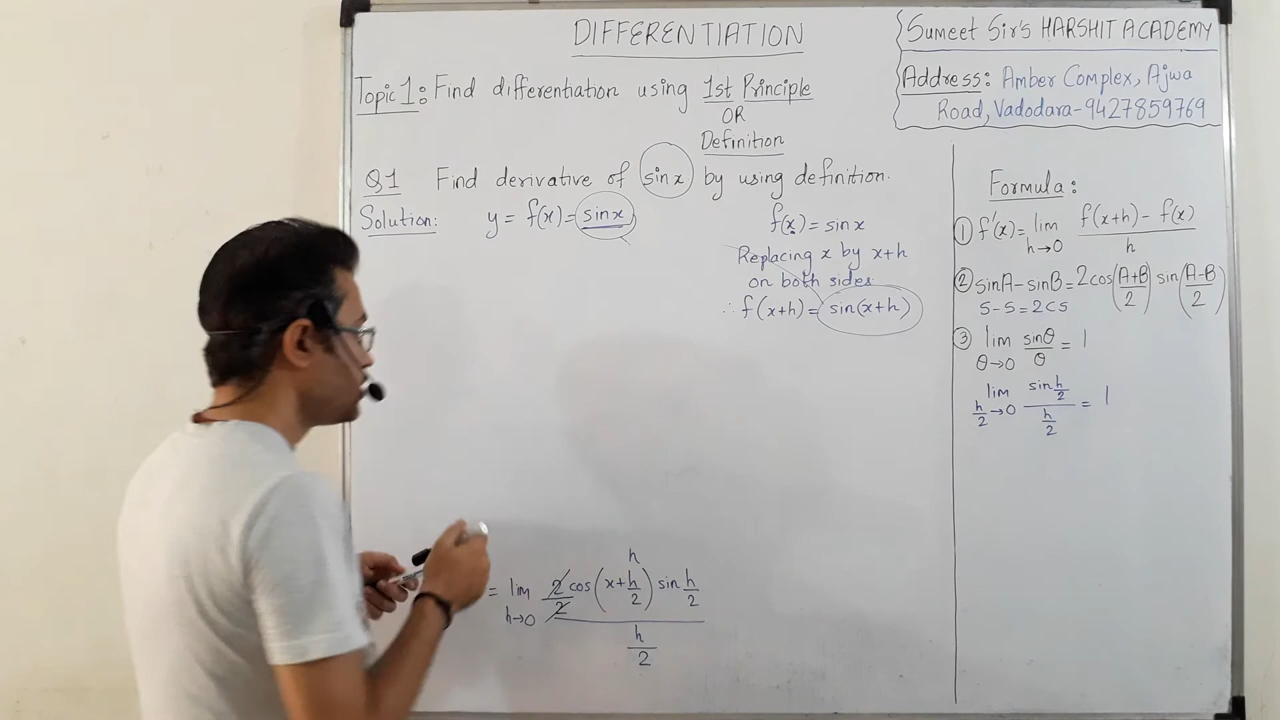 DIFFERENTIATION
Sumeet Sir's HARSHIT ACADEMY
Address: Amber Complex, Ajwa
Road, Vadodara-9427859769
Topic 1: Find differentiation using 1st Principle
OR
Definition
Q1 Find derivative of sinx by using definition.
Solution: y = f(x) = sinx
f(x) = sinx
Replacing x by x+h
on both sides
∴ f(x+h) = sin(x+h)
= lim h→0 2/2 cos(x+h/2) sin h/2 / h/2
h
Formula:
① f'(x) = lim h→0 f(x+h) - f(x) / h
② sinA - sinB = 2cos(A+B/2) sin(A-B/2)
S-S = 2CS
③ lim θ→0 sinθ/θ = 1
lim h/2→0 sin h/2 / h/2 = 1